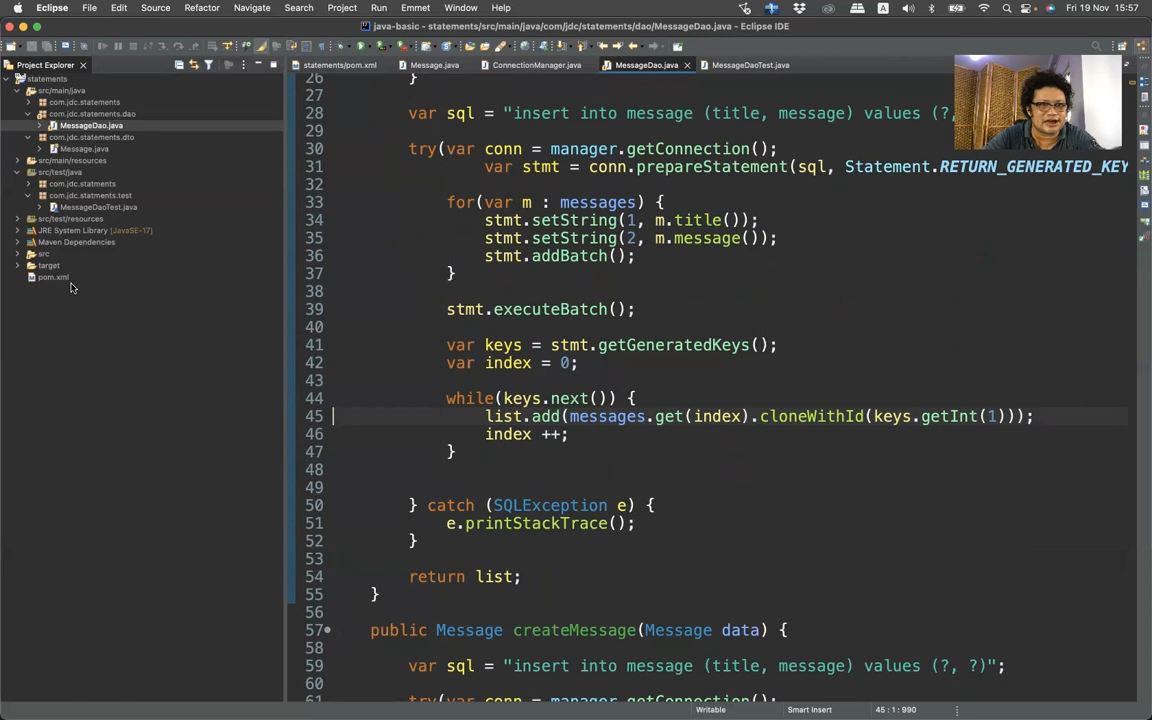 Eclipse File Edit Source Refactor Navigate Search Project Run Emmet Window Help A Fri 19 Nov 15:57
java-basic - statements/src/main/java/com/jdc/statements/dao/MessageDao.java - Eclipse IDE
Project Explorer
statements/pom.xml Message.java ConnectionManager.java MessageDao.java MessageDaoTest.java
statements
src/main/java
com.jdc.statements
com.jdc.statements.dao
MessageDao.java
com.jdc.statements.dto
Message.java
src/main/resources
src/test/java
com.jdc.statments
com.jdc.statments.test
MessageDaoTest.java
src/test/resources
JRE System Library [JavaSE-17]
Maven Dependencies
src
target
pom.xml
26 }
27
28 var sql = "insert into message (title, message) values (?,
29
30 try(var conn = manager.getConnection();
31 var stmt = conn.prepareStatement(sql, Statement.RETURN_GENERATED_KEY
32
33 for(var m : messages) {
34 stmt.setString(1, m.title());
35 stmt.setString(2, m.message());
36 stmt.addBatch();
37 }
38
39 stmt.executeBatch();
40
41 var keys = stmt.getGeneratedKeys();
42 var index = 0;
43
44 while(keys.next()) {
45 list.add(messages.get(index).cloneWithId(keys.getInt(1)));
46 index ++;
47 }
48
49
50 } catch (SQLException e) {
51 e.printStackTrace();
52 }
53
54 return list;
55 }
56
57 public Message createMessage(Message data) {
58
59 var sql = "insert into message (title, message) values (?, ?)";
60
61 try(var conn = manager.getConnection();
Writable Smart Insert 45 : 1 : 990